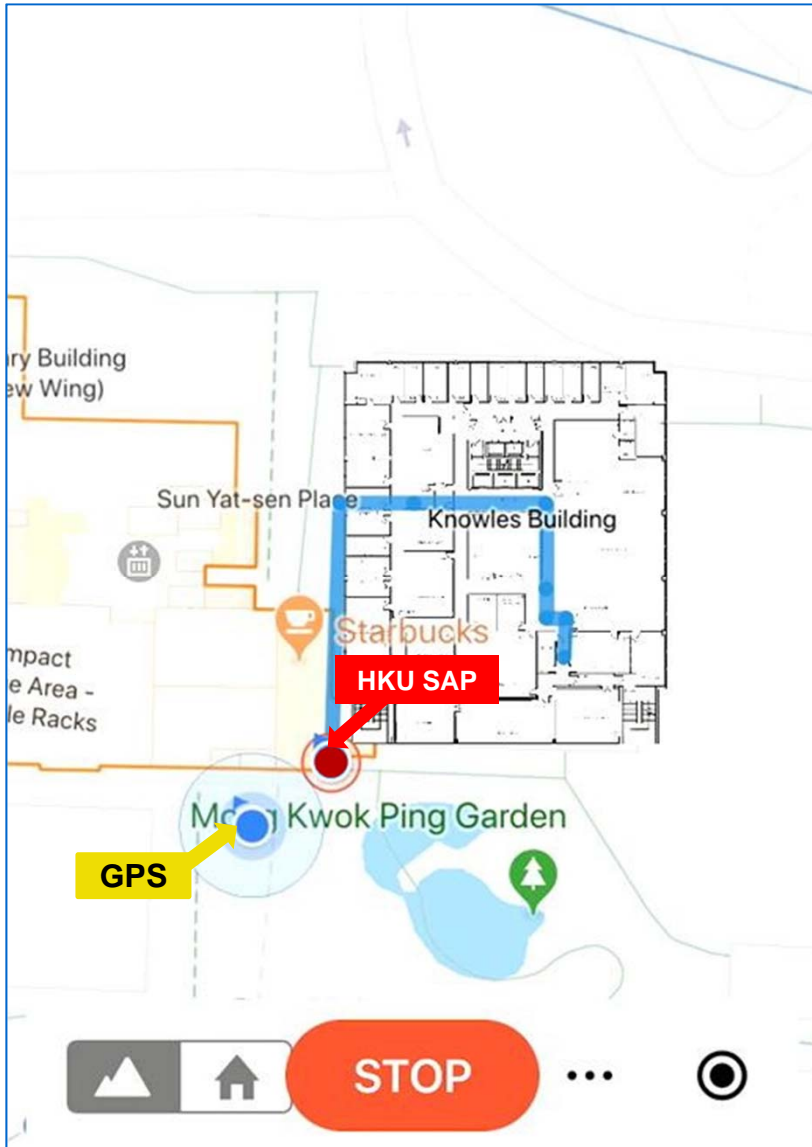 ry Building
ew Wing)
Sun Yat-sen Place
Knowles Building
Starbucks
mpact
e Area -
le Racks
HKU SAP
Kwok Ping Garden
GPS
STOP